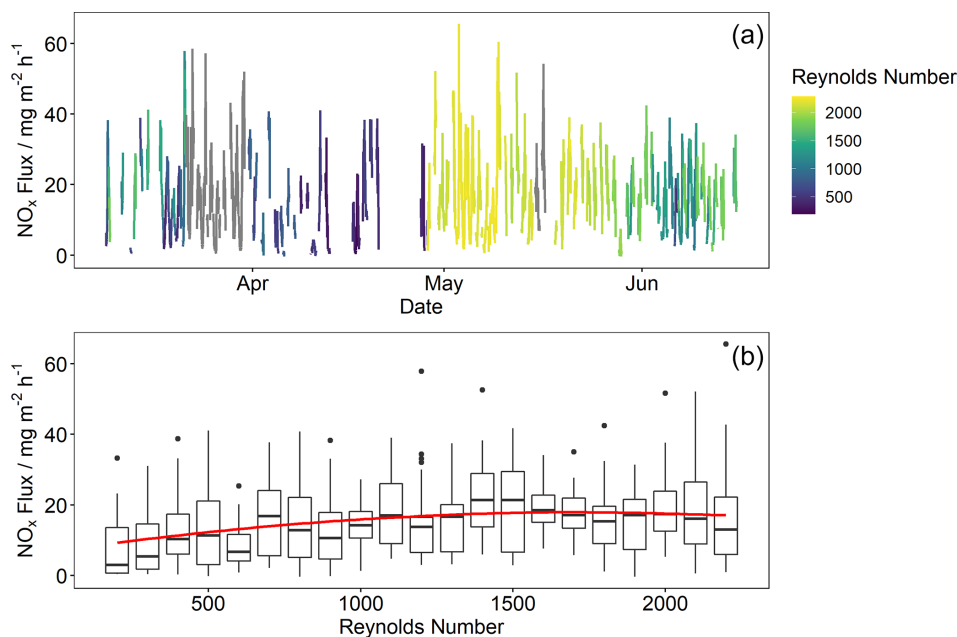 (a)
NOx Flux / mg m-2 h-1
60
40
20
0
Apr
May
Jun
Date
Reynolds Number
2000
1500
1000
500
(b)
NOx Flux / mg m-2 h-1
60
40
20
0
500
1000
1500
2000
Reynolds Number